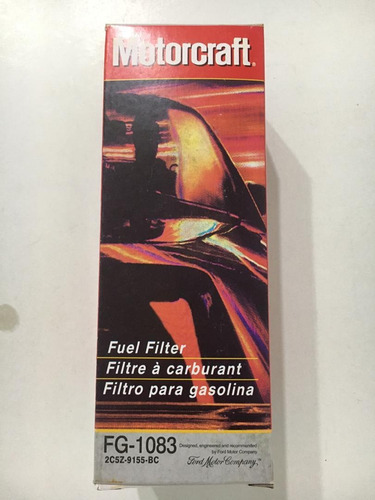 Motorcraft®
Fuel Filter
Filtre à carburant
Filtro para gasolina
FG-1083
2C5Z-9155-BC
Designed, engineered and recommended
by Ford Motor Company
Ford Motor Company,